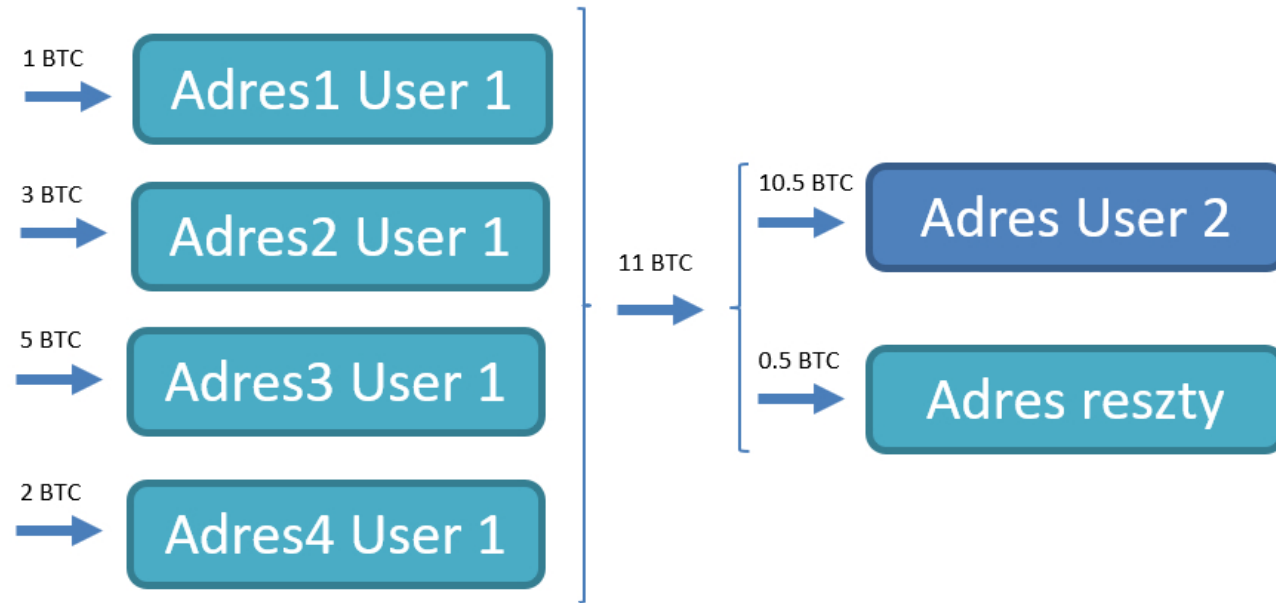 1 BTC
Adres1 User 1
3 BTC
Adres2 User 1
5 BTC
Adres3 User 1
2 BTC
Adres4 User 1
11 BTC
10.5 BTC
Adres User 2
0.5 BTC
Adres reszty